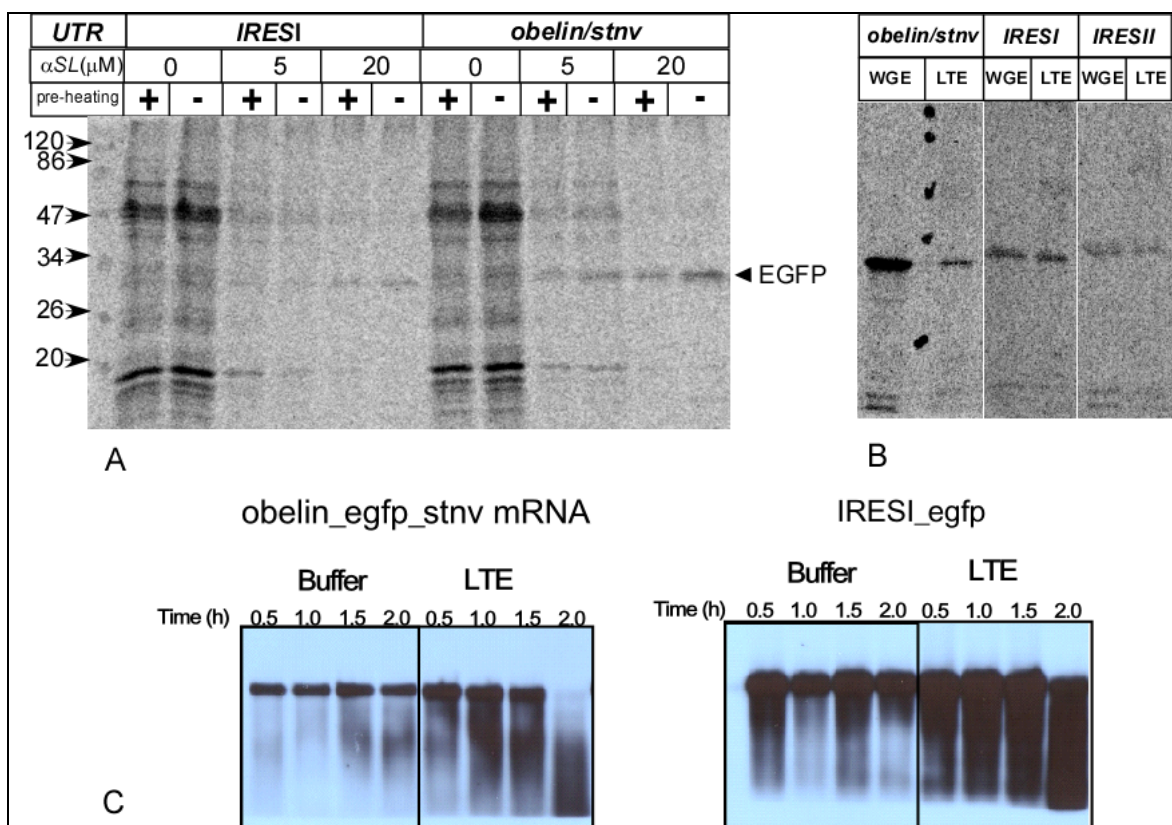 UTR IRESI obelin/stnv
αSL(μM) 0 5 20 0 5 20
pre-heating + - + - + - + - + - + -
120
86
47
34
26
20
EGFP
A
obelin/stnv IRESI IRESII
WGE LTE WGE LTE WGE LTE
B
obelin_egfp_stnv mRNA
Buffer LTE
Time (h) 0.5 1.0 1.5 2.0 0.5 1.0 1.5 2.0
IRESI_egfp
Buffer LTE
Time (h) 0.5 1.0 1.5 2.0 0.5 1.0 1.5 2.0
C